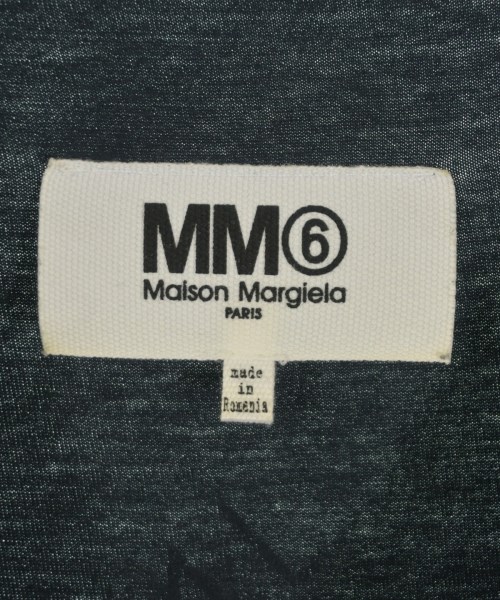 MM⑥
Maison Margiela
PARIS
made
in
Romania